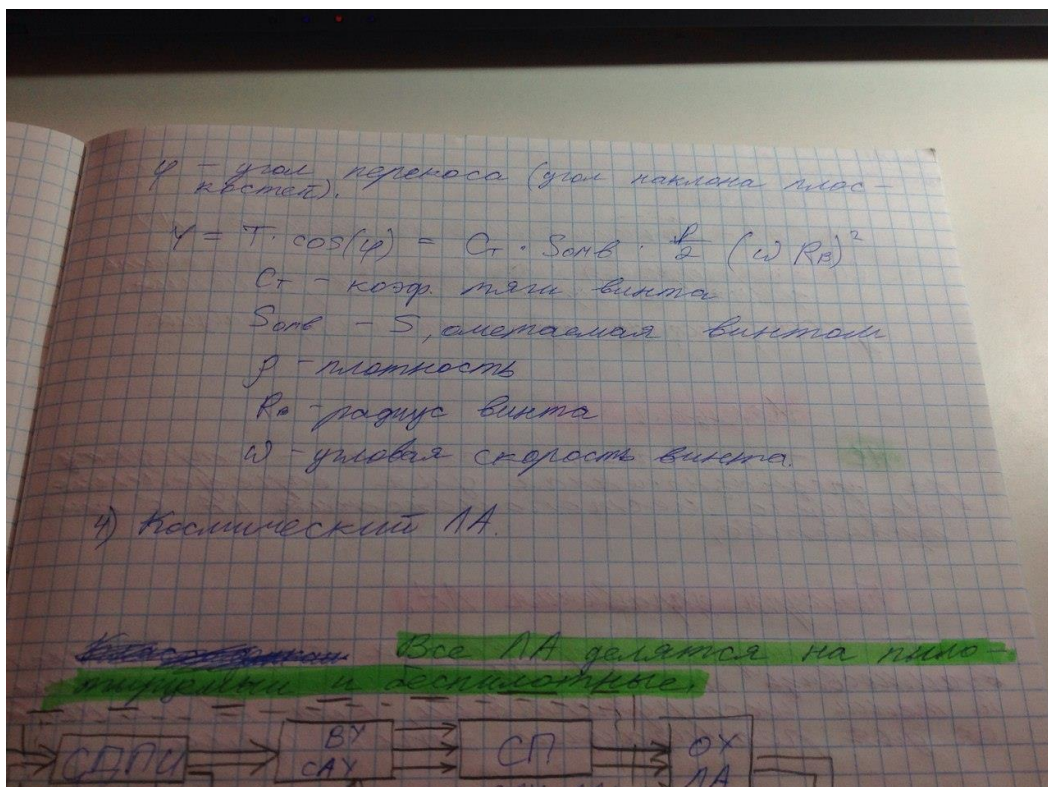 φ – угол перекоса (угол наклона плос–
костей).
Y = T · cos(φ) = Cт · Sомв · ρ/2 (ω Rв)²
Cт – коэф. тяги винта
Sомв – S, ометаемая винтом
ρ – плотность
Rв – радиус винта
ω – угловая скорость винта.
4) Космический ЛА.
Все ЛА делятся на пило–
тируемый и беспилотные.
СДПИ ВУ САУ СП ОУ ЛА